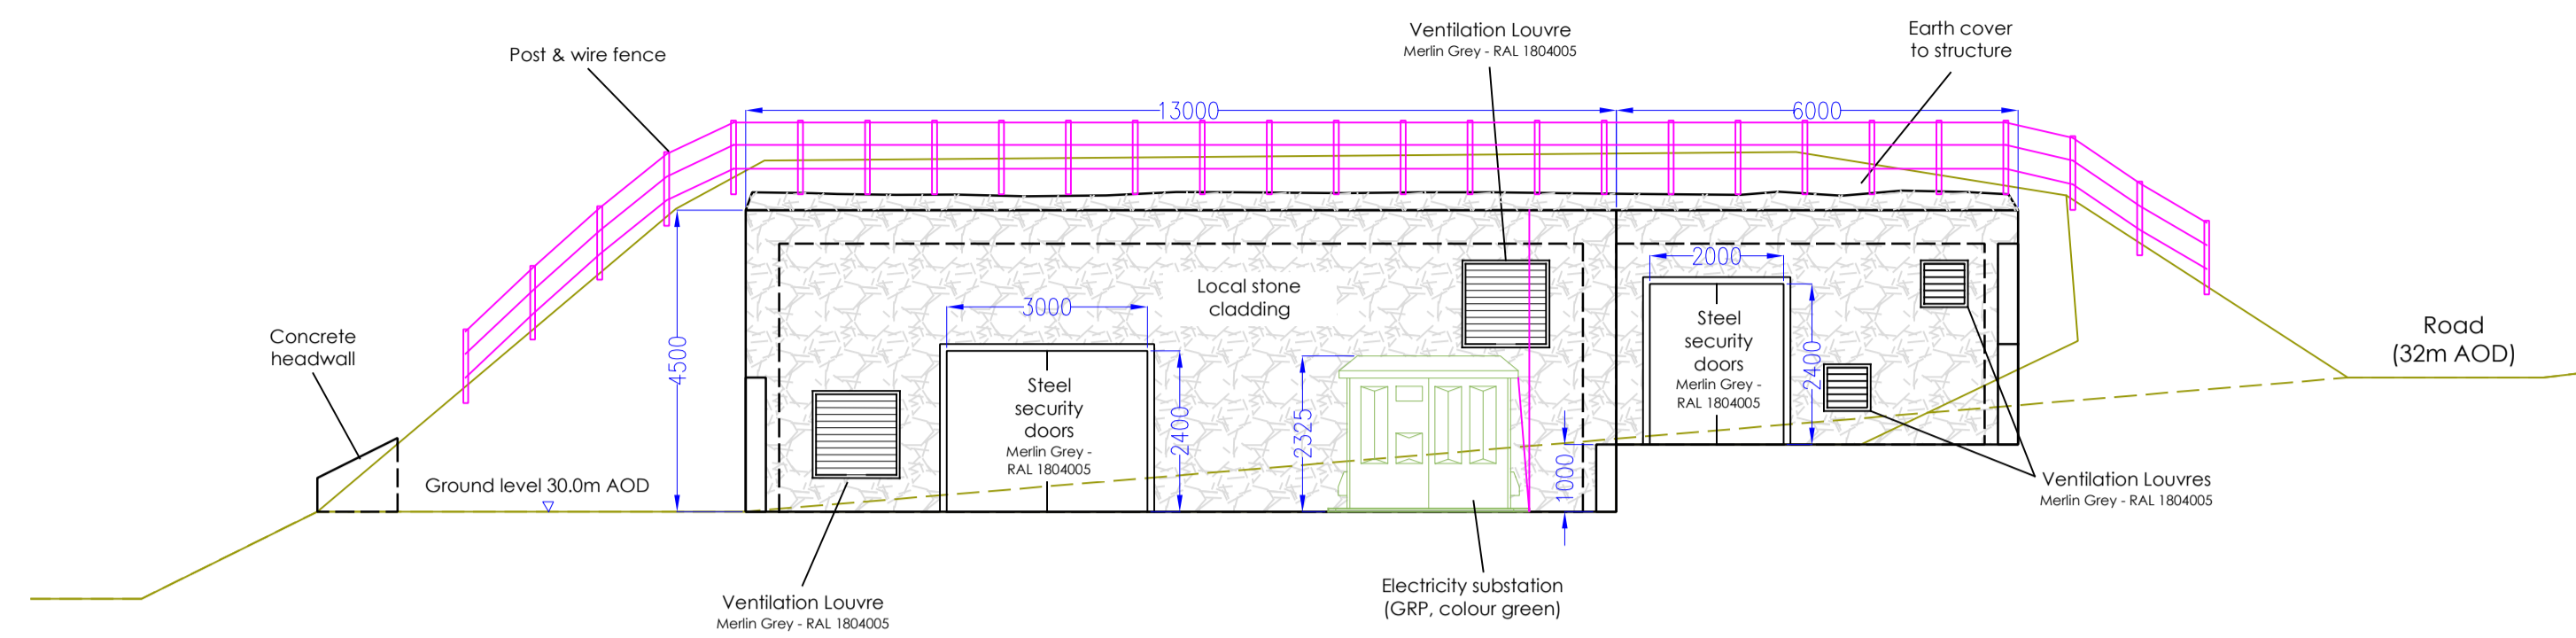 Ventilation Louvre
Merlin Grey - RAL 1804005
Earth cover
to structure
Post & wire fence
13000
6000
2000
Local stone
cladding
3000
Steel
security
doors
Merlin Grey -
RAL 1804005
Road
(32m AOD)
Concrete
headwall
4500
2400
Steel
security
doors
Merlin Grey -
RAL 1804005
2400
2325
1000
Ground level 30.0m AOD
Ventilation Louvres
Merlin Grey - RAL 1804005
Electricity substation
(GRP, colour green)
Ventilation Louvre
Merlin Grey - RAL 1804005